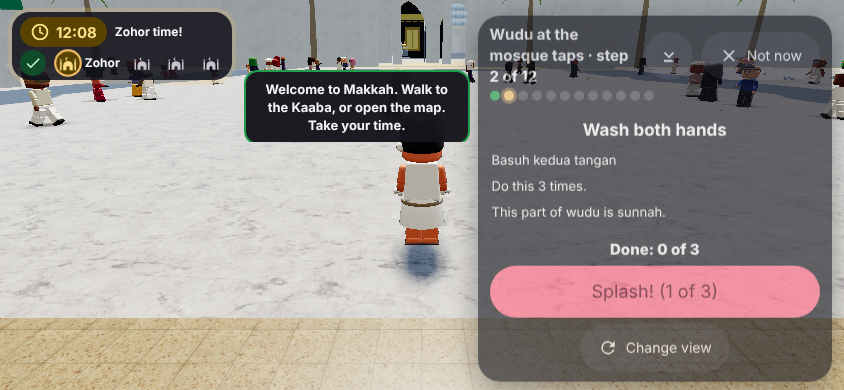 12:08 Zohor time!
Zohor
Welcome to Makkah. Walk to
the Kaaba, or open the map.
Take your time.
Wudu at the
mosque taps · step
2 of 12
Not now
Wash both hands
Basuh kedua tangan
Do this 3 times.
This part of wudu is sunnah.
Done: 0 of 3
Splash! (1 of 3)
Change view